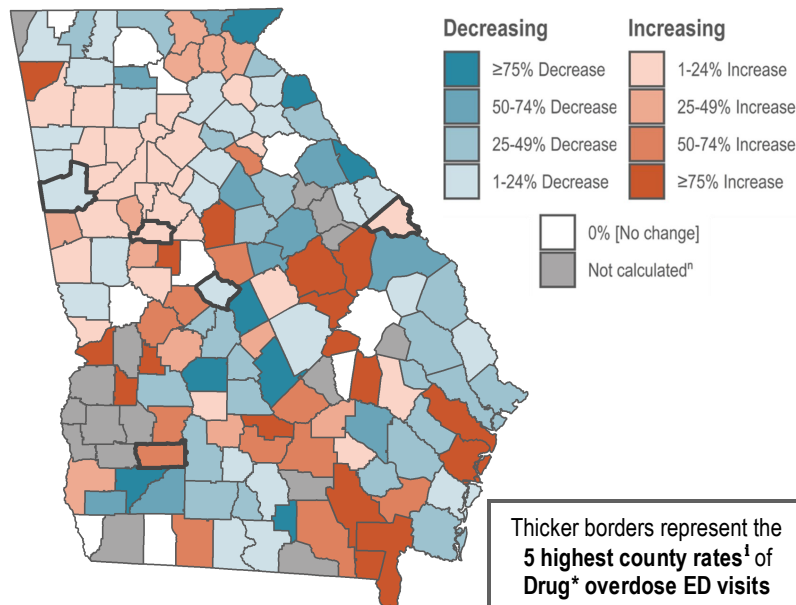 Decreasing
≥75% Decrease
50-74% Decrease
25-49% Decrease
1-24% Decrease
Increasing
1-24% Increase
25-49% Increase
50-74% Increase
≥75% Increase
0% [No change]
Not calculatedⁿ
Thicker borders represent the
5 highest county rates¹ of
Drug* overdose ED visits